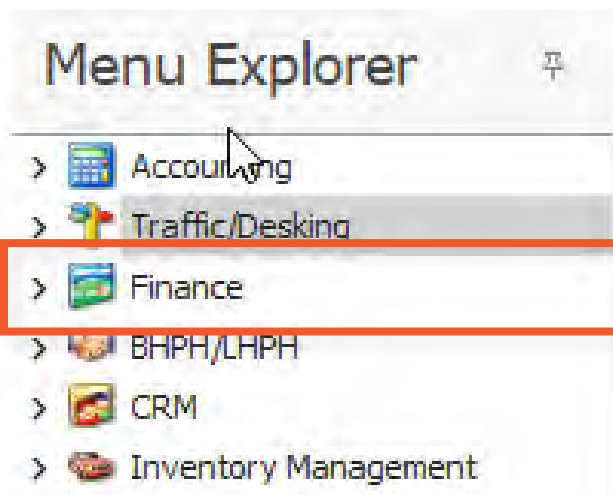 Menu Explorer
Accounting
Traffic/Desking
Finance
BHPH/LHPH
CRM
Inventory Management